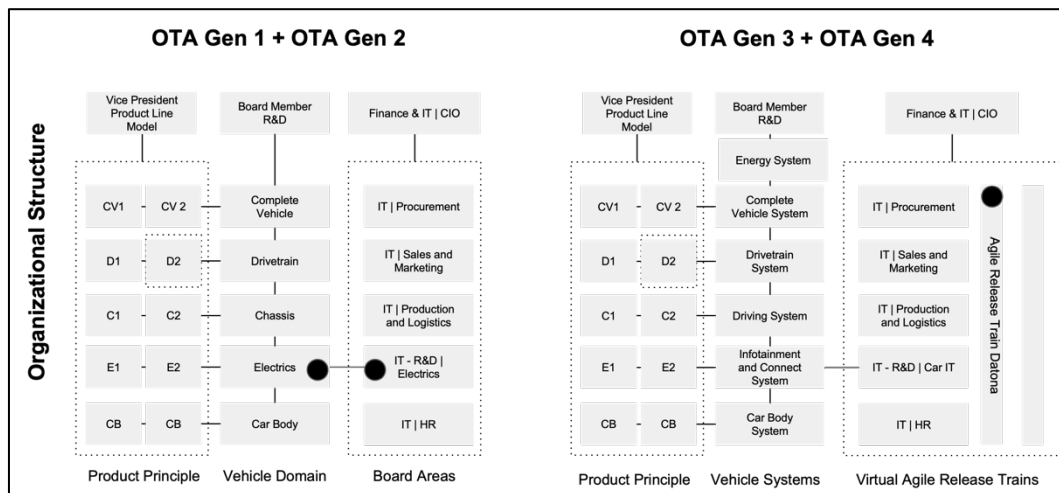 OTA Gen 1 + OTA Gen 2
OTA Gen 3 + OTA Gen 4
Organizational Structure
Vice President
Product Line
Model
Board Member
R&D
Finance & IT | CIO
CV1
CV 2
Complete
Vehicle
IT | Procurement
D1
D2
Drivetrain
IT | Sales and
Marketing
C1
C2
Chassis
IT | Production
and Logistics
E1
E2
Electrics
IT - R&D |
Electrics
CB
CB
Car Body
IT | HR
Product Principle
Vehicle Domain
Board Areas
Vice President
Product Line
Model
Board Member
R&D
Finance & IT | CIO
Energy System
CV1
CV 2
Complete
Vehicle System
IT | Procurement
D1
D2
Drivetrain
System
IT | Sales and
Marketing
C1
C2
Driving System
IT | Production
and Logistics
E1
E2
Infotainment
and Connect
System
IT - R&D | Car IT
CB
CB
Car Body
System
IT | HR
Agile Release Train Datona
Product Principle
Vehicle Systems
Virtual Agile Release Trains